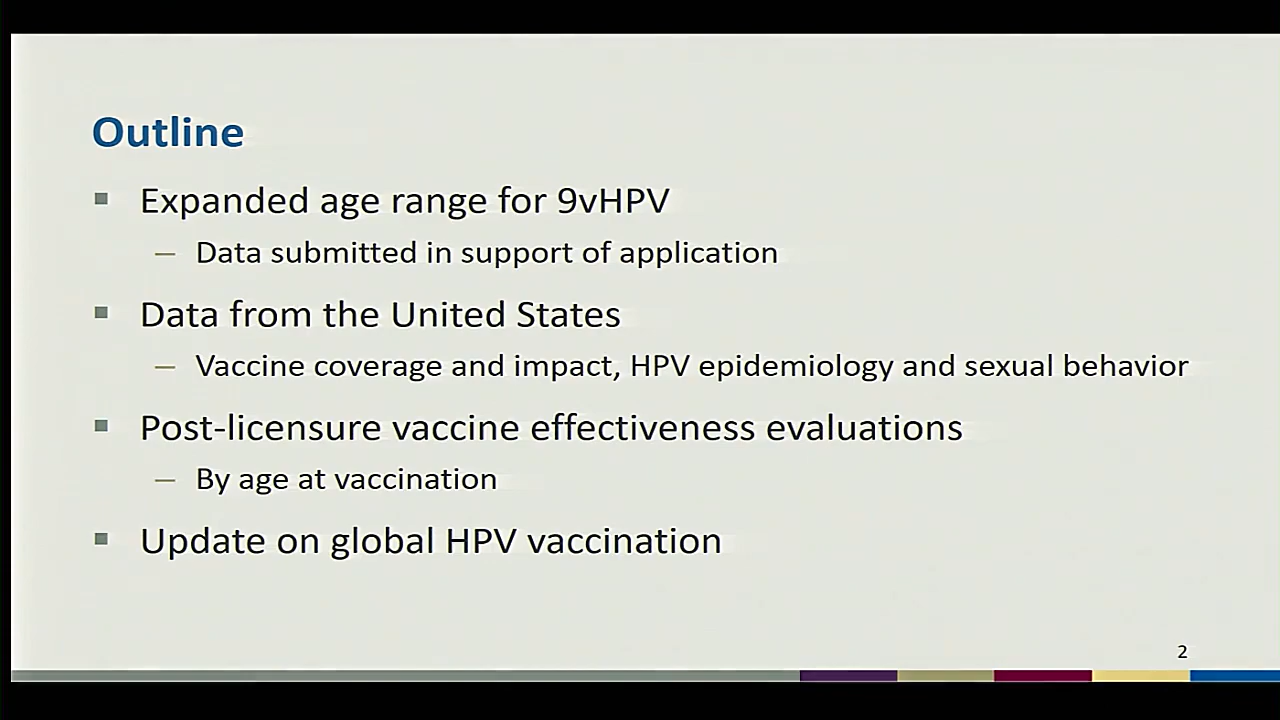 Outline
Expanded age range for 9vHPV
– Data submitted in support of application
Data from the United States
– Vaccine coverage and impact, HPV epidemiology and sexual behavior
Post-licensure vaccine effectiveness evaluations
– By age at vaccination
Update on global HPV vaccination
2